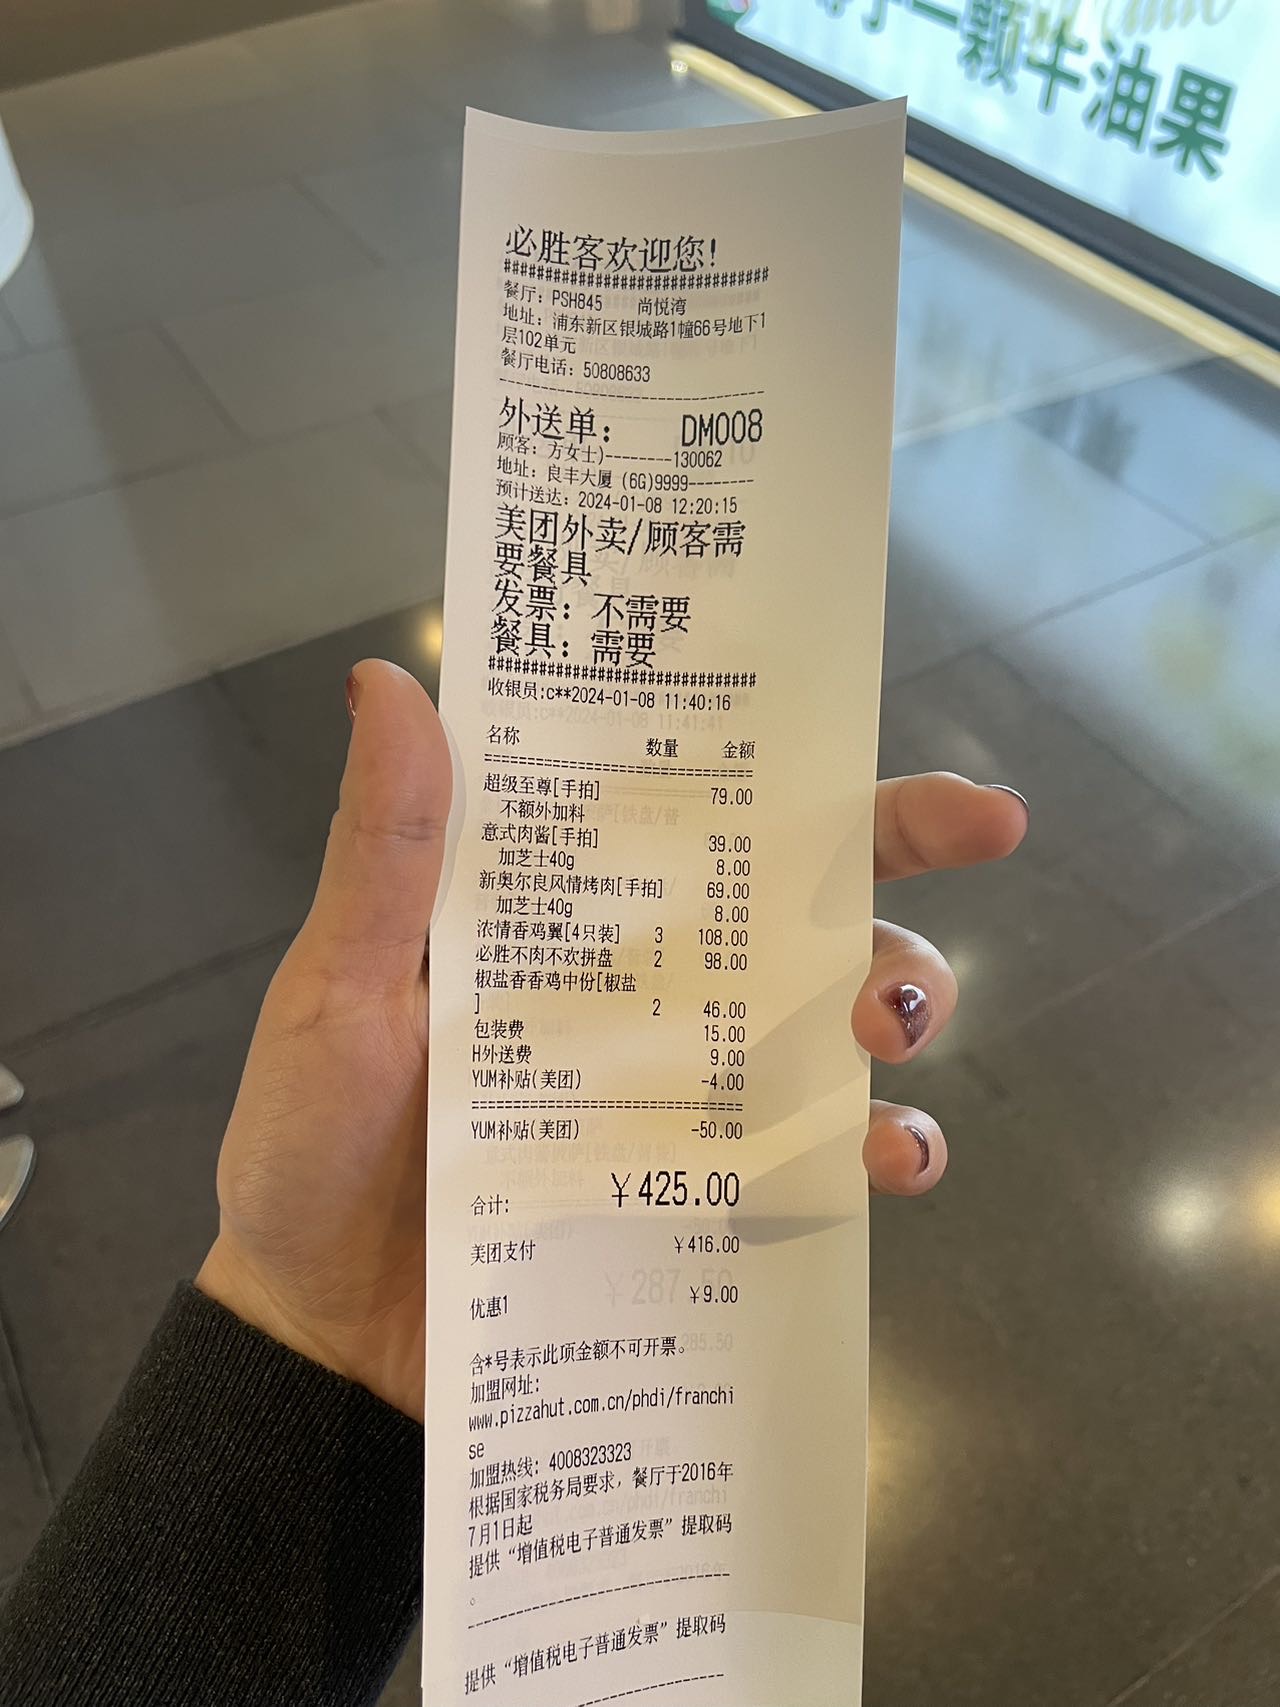 一颗牛油果
必胜客欢迎您!
################################
餐厅: PSH845 尚悦湾
地址: 浦东新区银城路1幢66号地下1
层102单元
餐厅电话: 50808633
外送单: DM008
顾客: 方女士)--------130062
地址: 良丰大厦 (6G)9999--------
预计送达: 2024-01-08 12:20:15
美团外卖/顾客需
要餐具
发票: 不需要
餐具: 需要
################################
收银员:c**2024-01-08 11:40:16
名称 数量 金额
超级至尊[手拍] 79.00
不额外加料
意式肉酱[手拍] 39.00
加芝士40g 8.00
新奥尔良风情烤肉[手拍] 69.00
加芝士40g 8.00
浓情香鸡翼[4只装] 3 108.00
必胜不肉不欢拼盘 2 98.00
椒盐香香鸡中份[椒盐
] 2 46.00
包装费 15.00
H外送费 9.00
YUM补贴(美团) -4.00
YUM补贴(美团) -50.00
合计: ¥425.00
美团支付 ¥416.00
优惠1 ¥9.00
含*号表示此项金额不可开票。
加盟网址:
www.pizzahut.com.cn/phdi/franchi
se
加盟热线: 4008323323
根据国家税务局要求, 餐厅于2016年
7月1日起
提供“增值税电子普通发票”提取码
。
提供“增值税电子普通发票”提取码